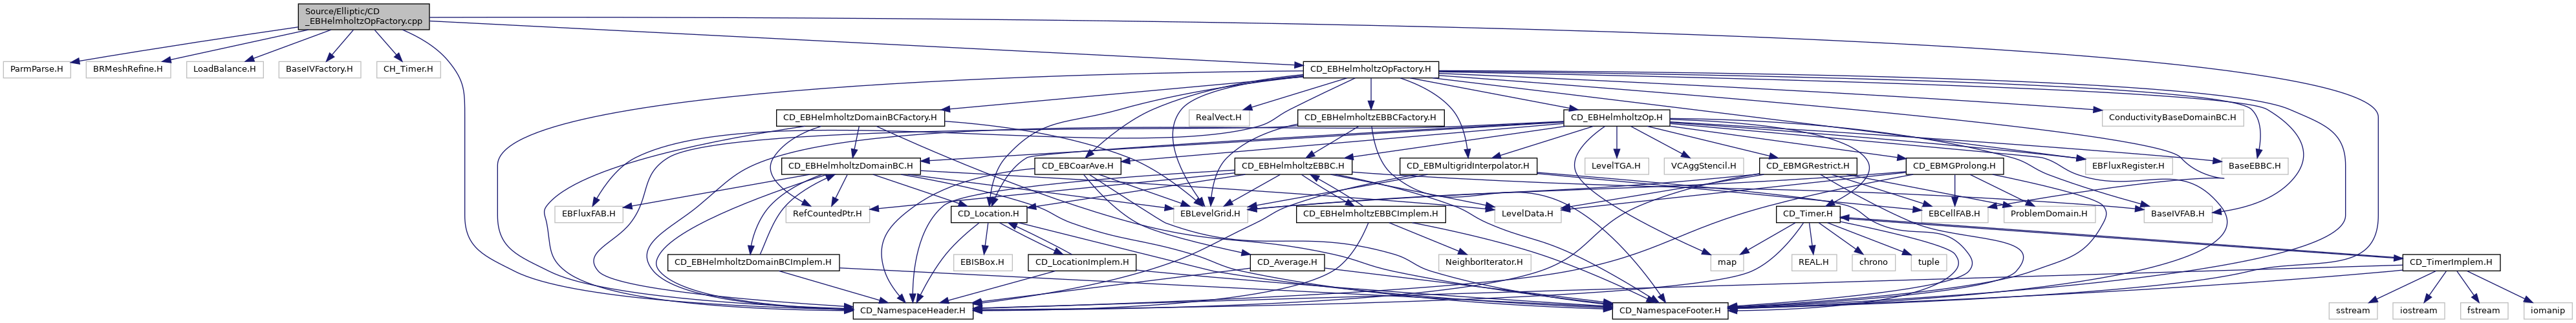 Source/Elliptic/CD
_EBHelmholtzOpFactory.cpp
ParmParse.H
BRMeshRefine.H
LoadBalance.H
BaseIVFactory.H
CH_Timer.H
CD_EBHelmholtzOpFactory.H
CD_EBHelmholtzDomainBCFactory.H
RealVect.H
CD_EBHelmholtzEBBCFactory.H
CD_EBHelmholtzOp.H
ConductivityBaseDomainBC.H
CD_EBHelmholtzDomainBC.H
CD_EBCoarAve.H
CD_EBHelmholtzEBBC.H
CD_EBMultigridInterpolator.H
LevelTGA.H
VCAggStencil.H
CD_EBMGRestrict.H
CD_EBMGProlong.H
EBFluxRegister.H
BaseEBBC.H
EBFluxFAB.H
RefCountedPtr.H
CD_Location.H
EBLevelGrid.H
CD_EBHelmholtzEBBCImplem.H
LevelData.H
CD_Timer.H
EBCellFAB.H
ProblemDomain.H
BaseIVFAB.H
CD_EBHelmholtzDomainBCImplem.H
EBISBox.H
CD_LocationImplem.H
CD_Average.H
NeighborIterator.H
map
REAL.H
chrono
tuple
CD_TimerImplem.H
CD_NamespaceHeader.H
CD_NamespaceFooter.H
sstream
iostream
fstream
iomanip